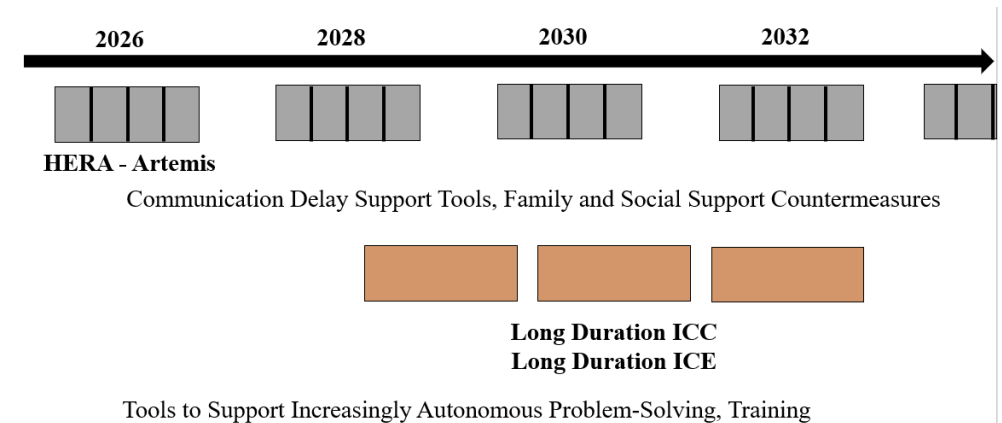 2026 2028 2030 2032
HERA - Artemis
Communication Delay Support Tools, Family and Social Support Countermeasures
Long Duration ICC
Long Duration ICE
Tools to Support Increasingly Autonomous Problem-Solving, Training